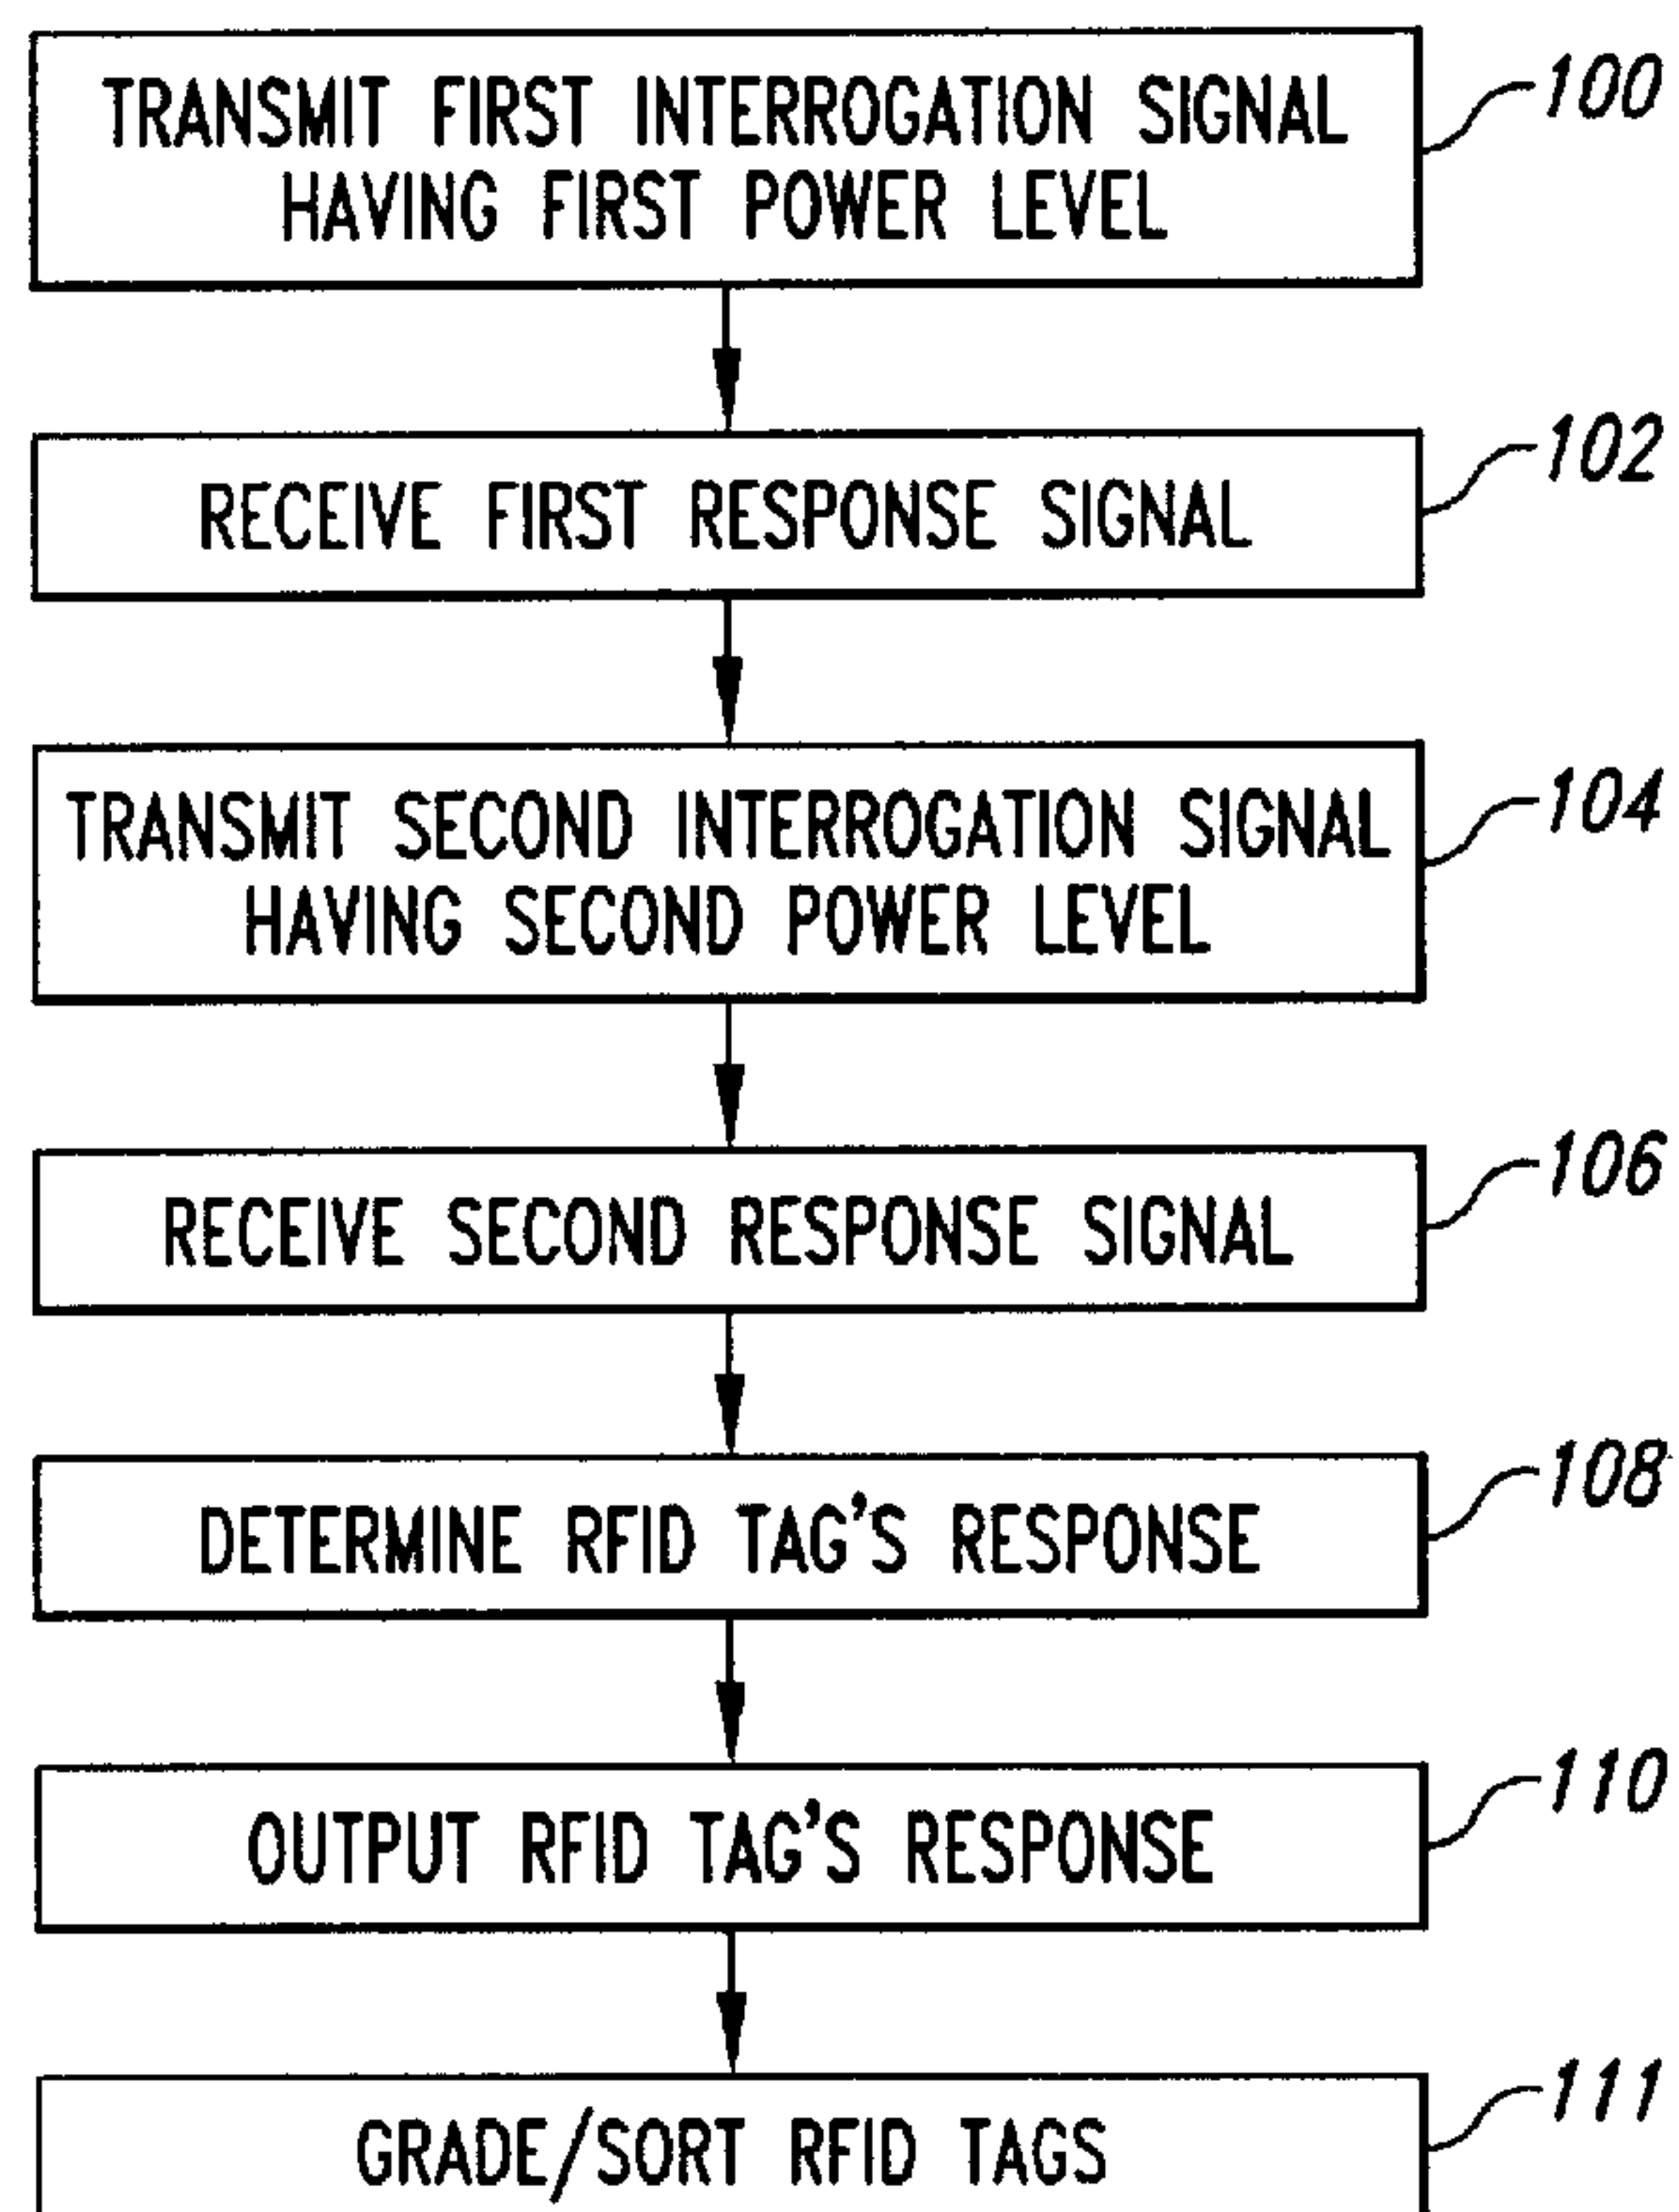 TRANSMIT FIRST INTERROGATION SIGNAL
HAVING FIRST POWER LEVEL
100
RECEIVE FIRST RESPONSE SIGNAL
102
TRANSMIT SECOND INTERROGATION SIGNAL
HAVING SECOND POWER LEVEL
104
RECEIVE SECOND RESPONSE SIGNAL
106
DETERMINE RFID TAG'S RESPONSE
108
OUTPUT RFID TAG'S RESPONSE
110
GRADE/SORT RFID TAGS
111